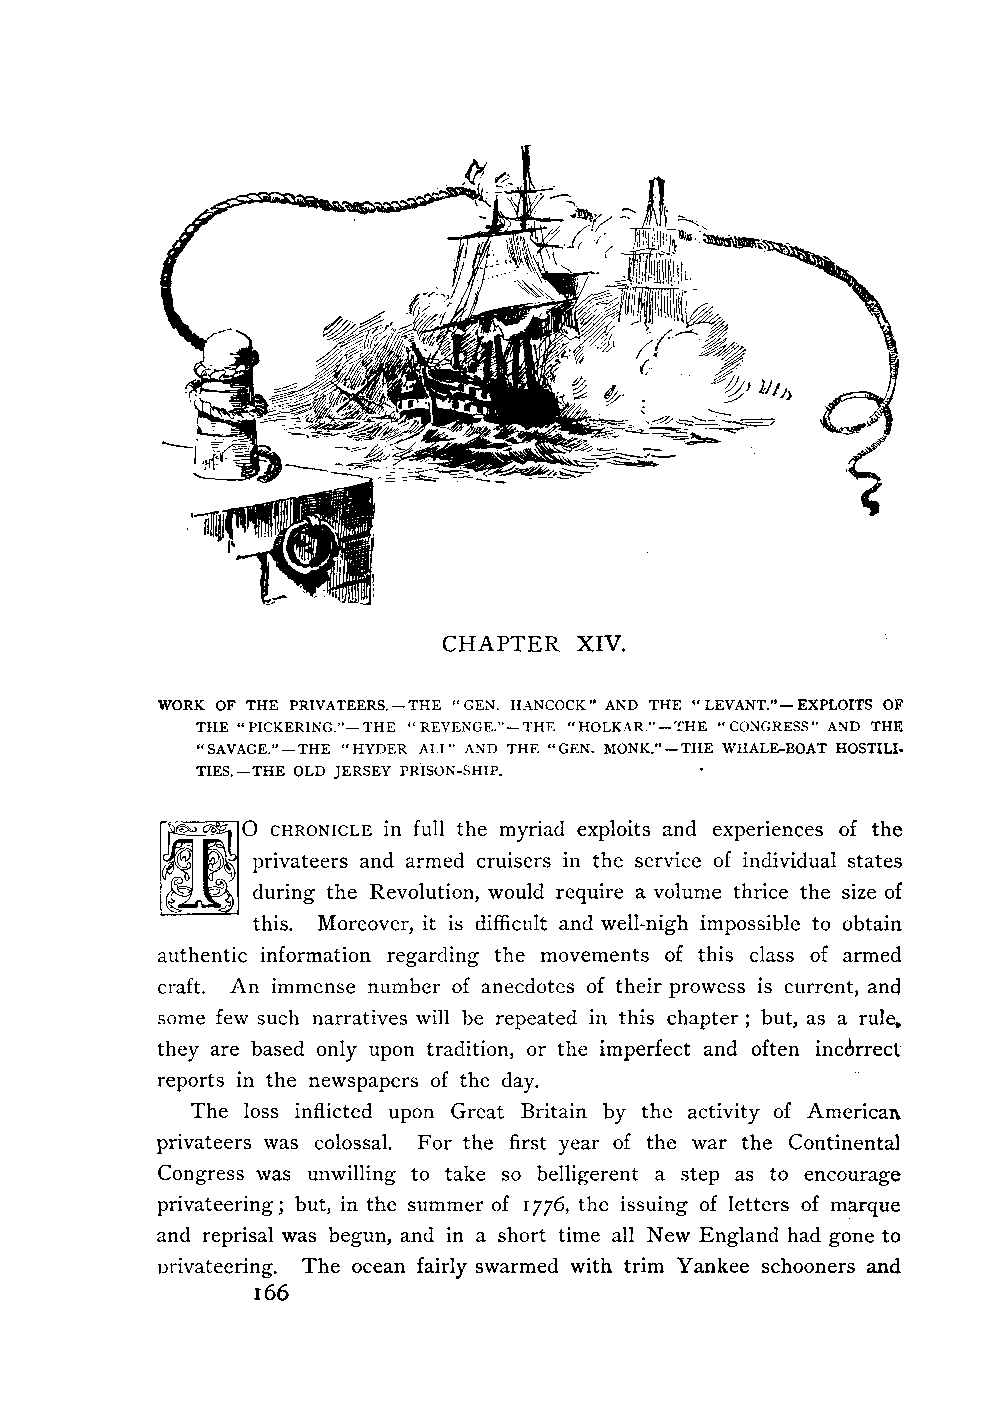 CHAPTER XIV.
WORK OF THE PRIVATEERS.—THE "GEN. HANCOCK" AND THE "LEVANT."—EXPLOITS OF
THE "PICKERING."—THE "REVENGE."—THE "HOLKAR."—THE "CONGRESS" AND THE
"SAVAGE."—THE "HYDER ALI" AND THE "GEN. MONK."—THE WHALE-BOAT HOSTILI-
TIES.—THE OLD JERSEY PRISON-SHIP.
TO CHRONICLE in full the myriad exploits and experiences of the
privateers and armed cruisers in the service of individual states
during the Revolution, would require a volume thrice the size of
this. Moreover, it is difficult and well-nigh impossible to obtain
authentic information regarding the movements of this class of armed
craft. An immense number of anecdotes of their prowess is current, and
some few such narratives will be repeated in this chapter; but, as a rule,
they are based only upon tradition, or the imperfect and often incorrect
reports in the newspapers of the day.
The loss inflicted upon Great Britain by the activity of American
privateers was colossal. For the first year of the war the Continental
Congress was unwilling to take so belligerent a step as to encourage
privateering; but, in the summer of 1776, the issuing of letters of marque
and reprisal was begun, and in a short time all New England had gone to
privateering. The ocean fairly swarmed with trim Yankee schooners and
166